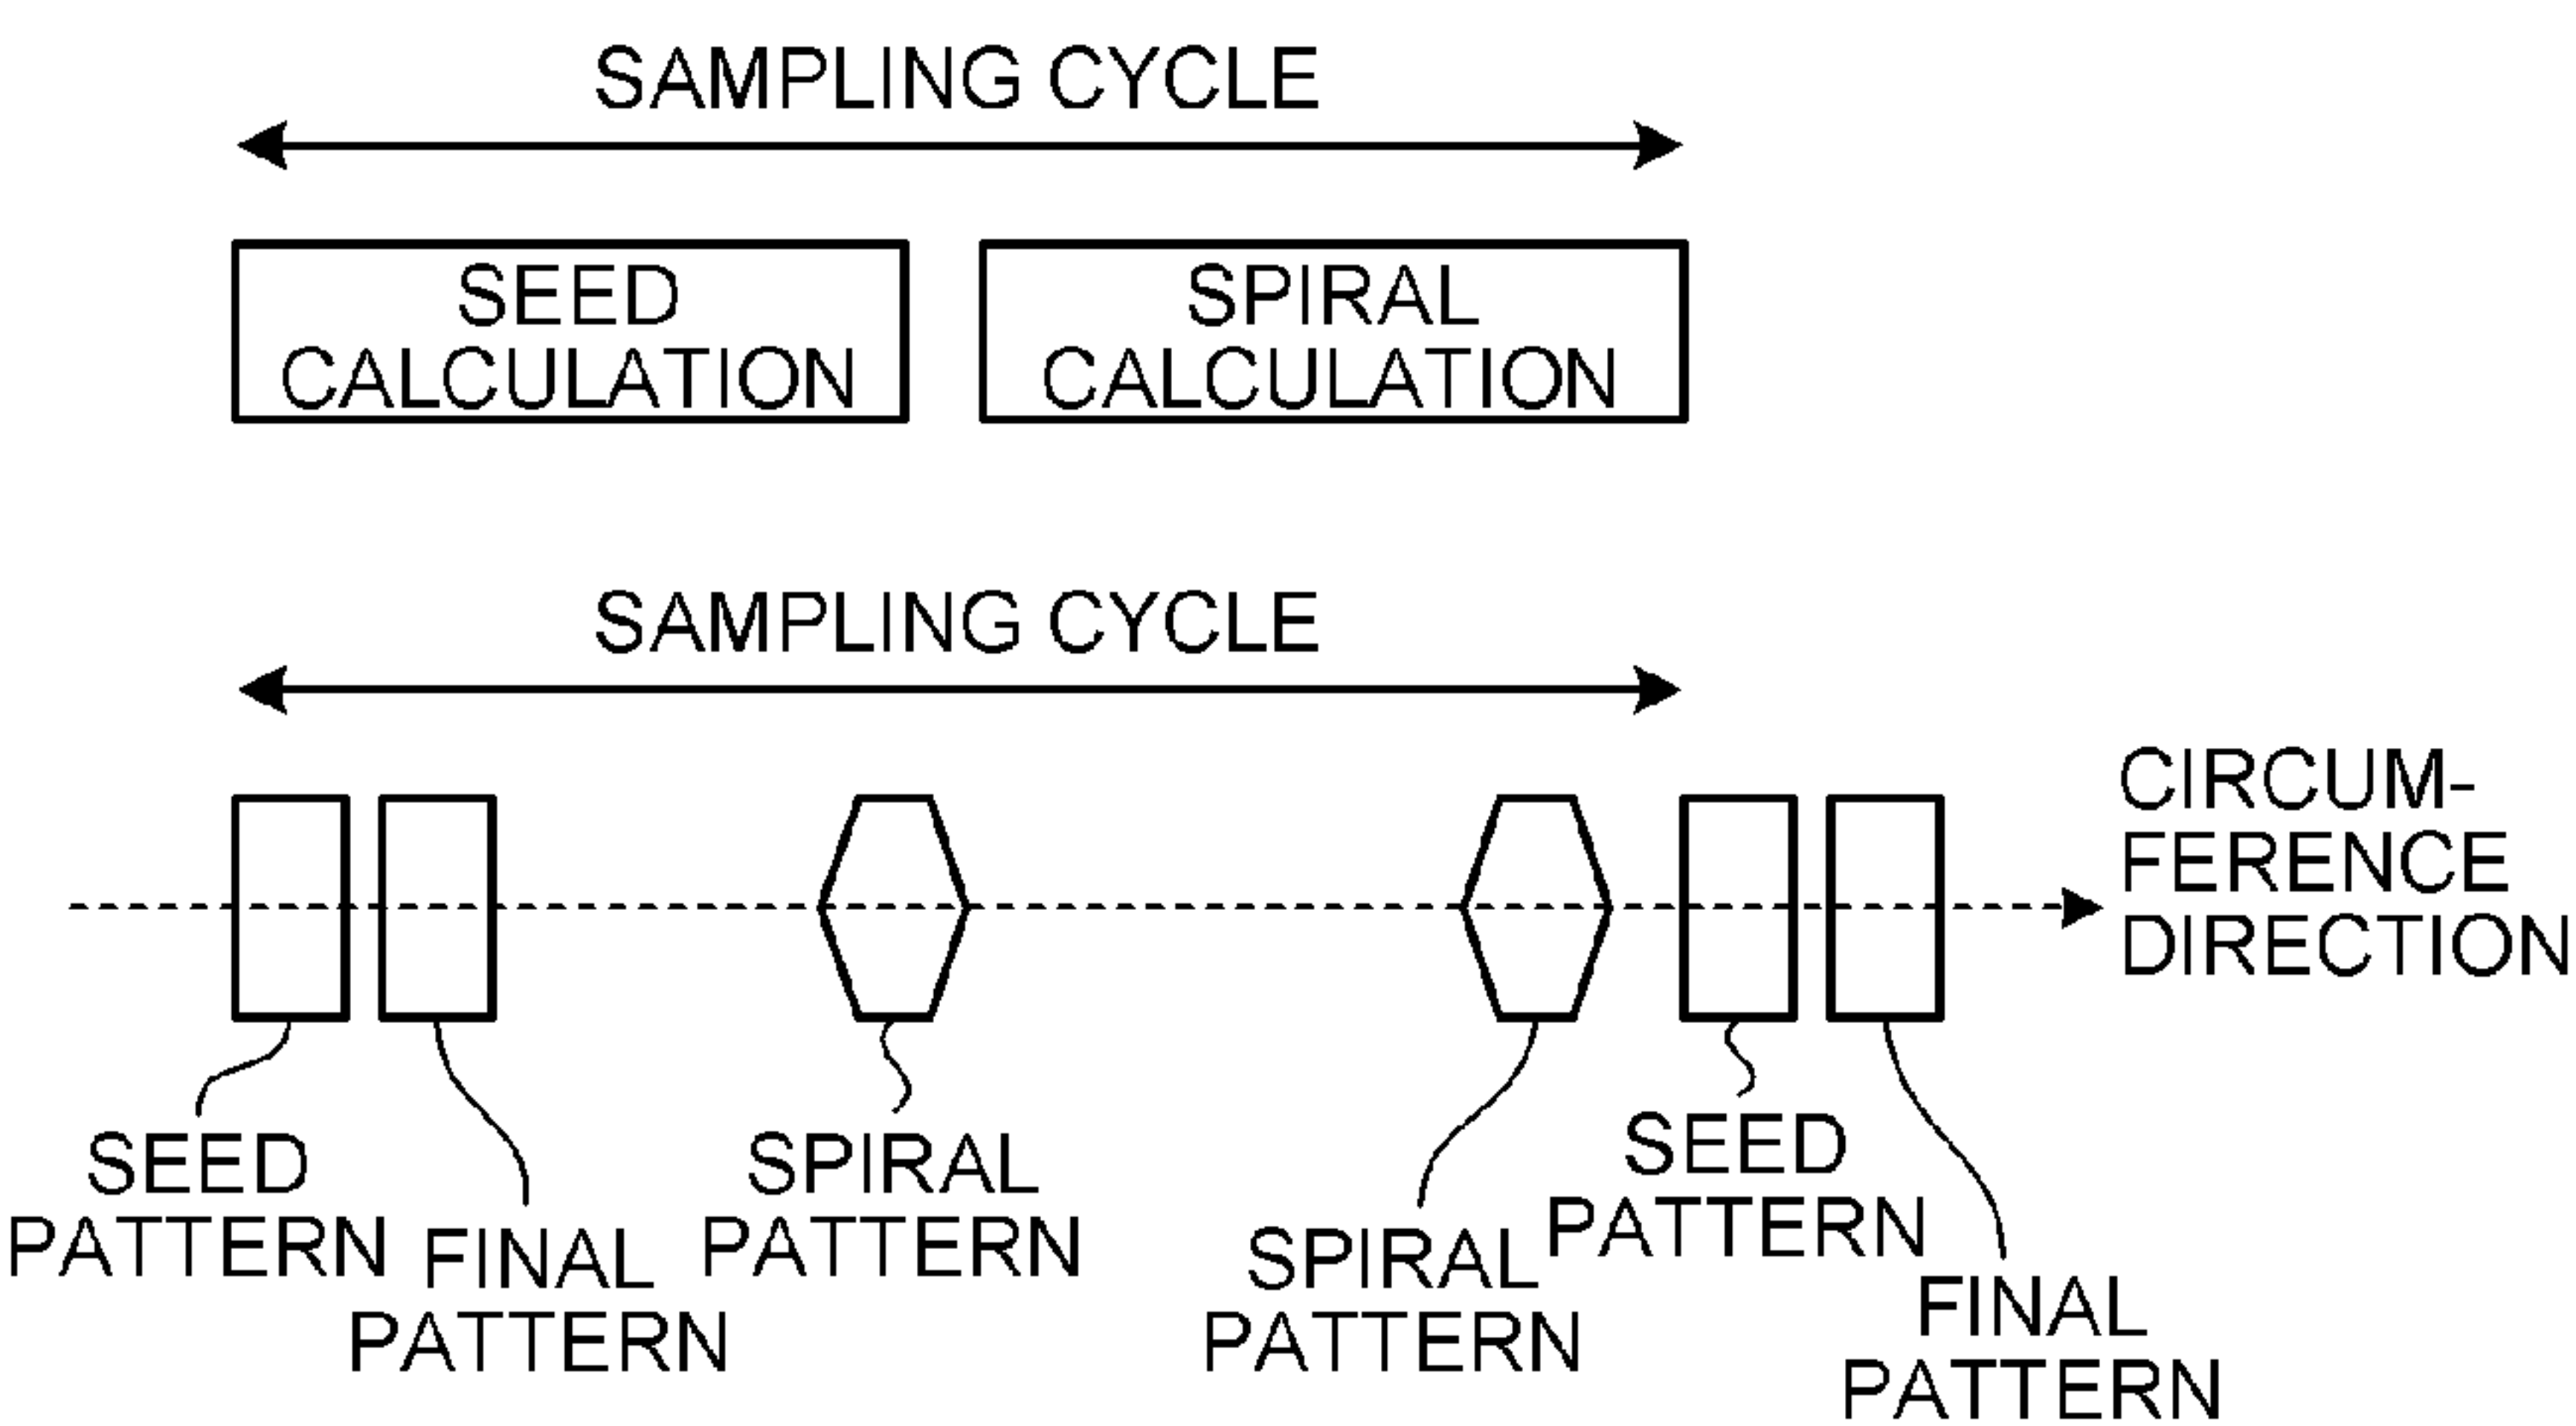 SAMPLING CYCLE
SEED
CALCULATION
SPIRAL
CALCULATION
SAMPLING CYCLE
CIRCUM-
FERENCE
DIRECTION
SEED
PATTERN
FINAL
PATTERN
SPIRAL
PATTERN
SPIRAL
PATTERN
SEED
PATTERN
FINAL
PATTERN